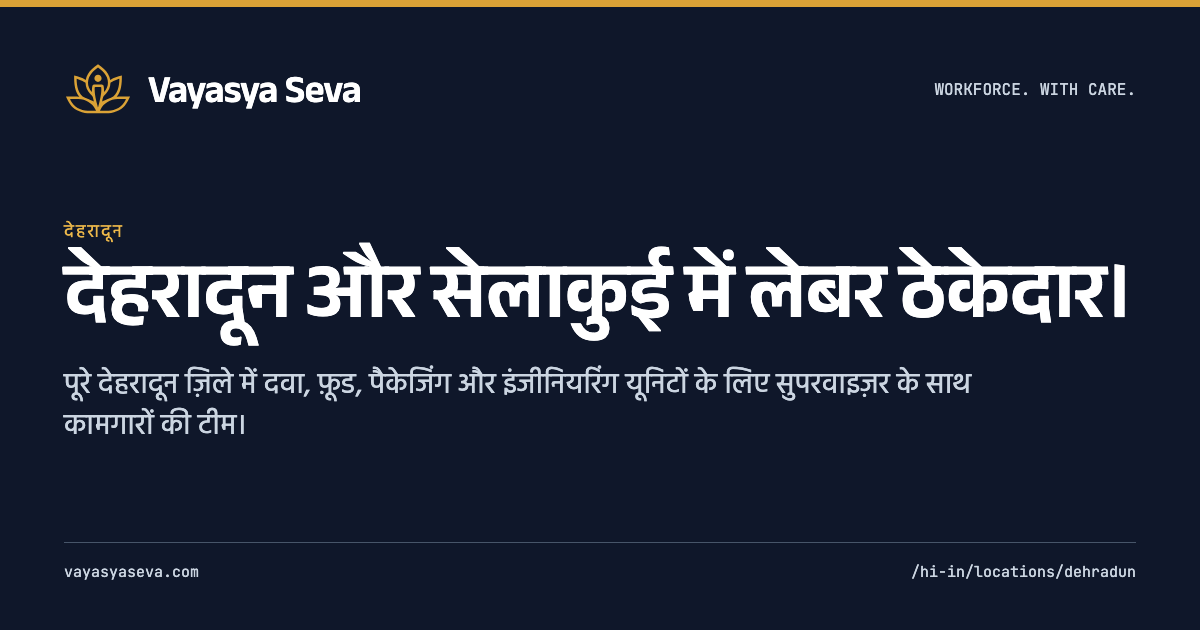 Vayasya Seva
WORKFORCE. WITH CARE.
देहरादून
देहरादून और सेलाकुई में लेबर ठेकेदार।
पूरे देहरादून ज़िले में दवा, फ़ूड, पैकेजिंग और इंजीनियरिंग यूनिटों के लिए सुपरवाइज़र के साथ
कामगारों की टीम।
vayasyaseva.com
/hi-in/locations/dehradun